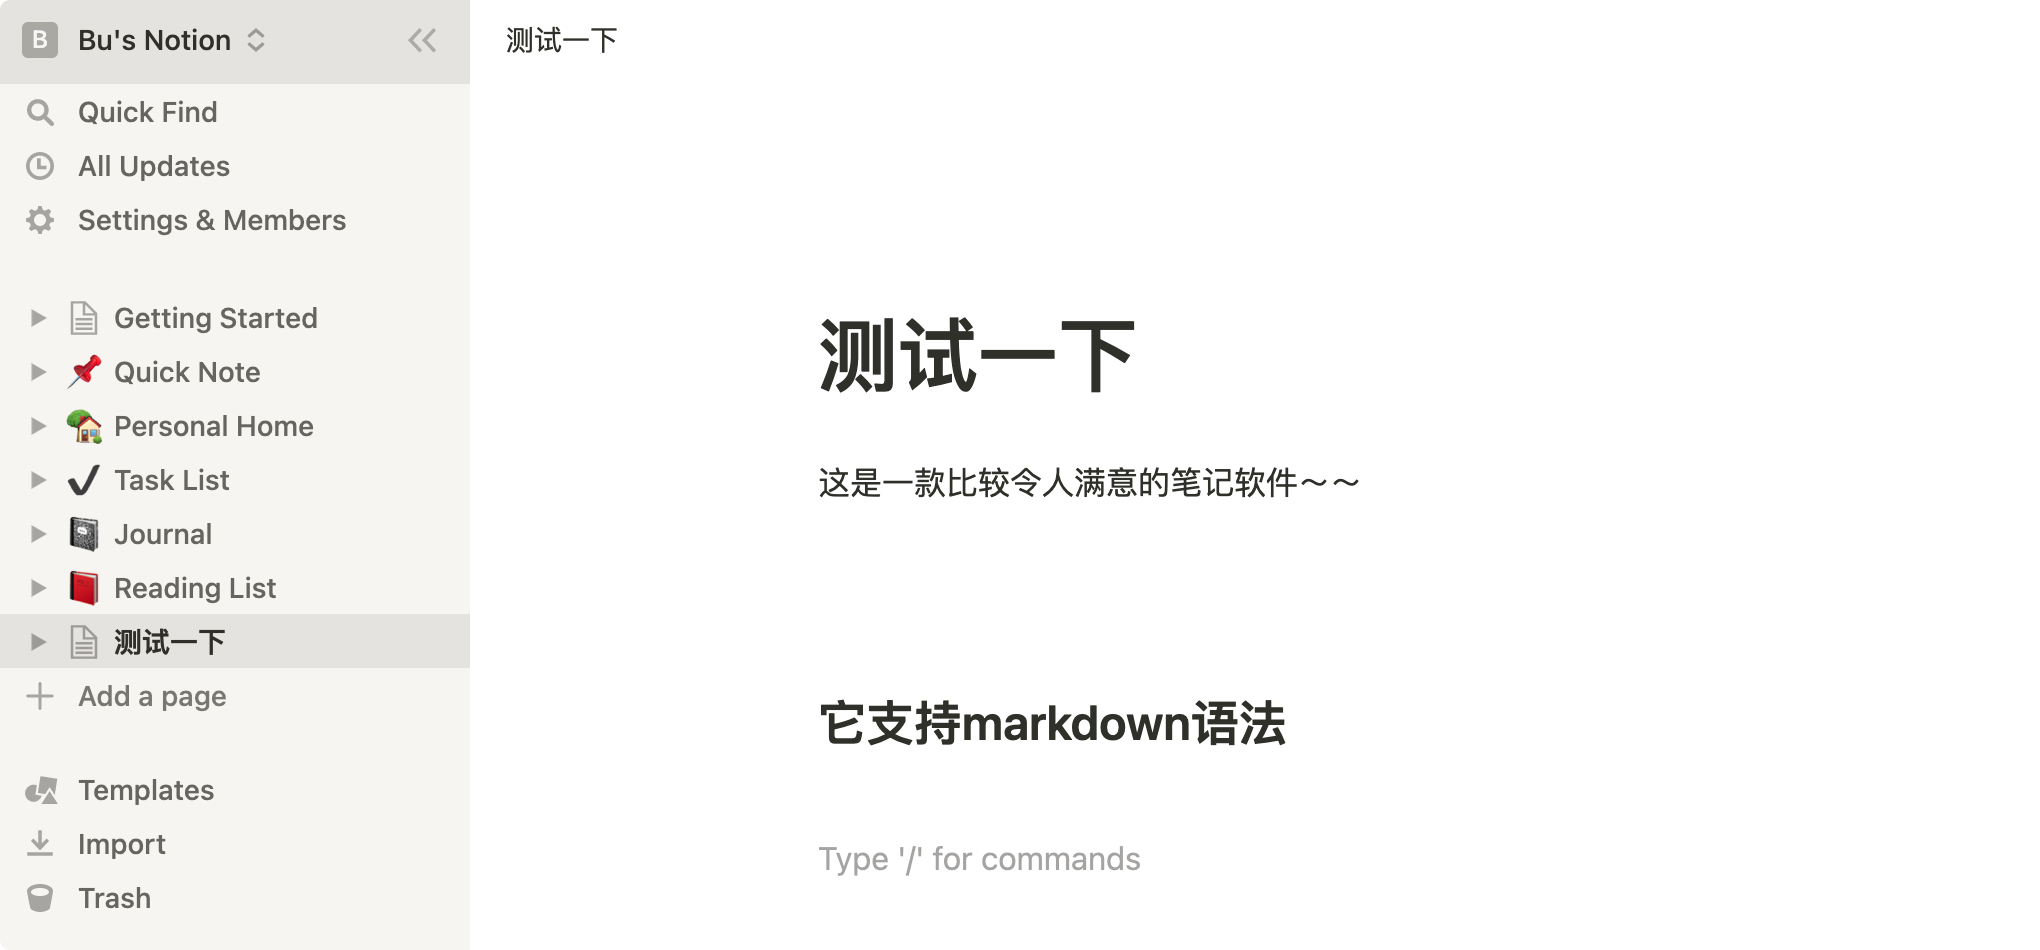 B Bu's Notion
Quick Find
All Updates
Settings & Members
Getting Started
Quick Note
Personal Home
Task List
Journal
Reading List
测试一下
Add a page
Templates
Import
Trash
测试一下
测试一下
这是一款比较令人满意的笔记软件～～
它支持markdown语法
Type '/' for commands